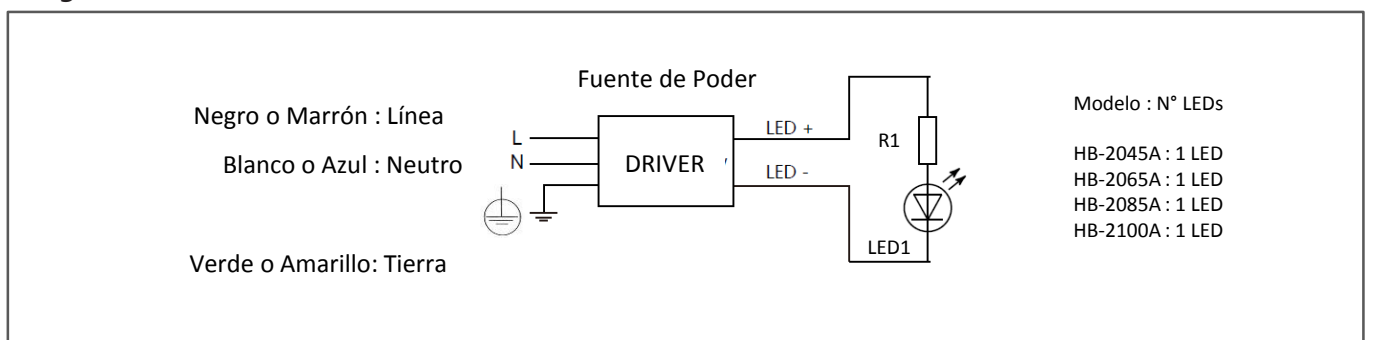 Fuente de Poder
Negro o Marrón : Línea
Blanco o Azul : Neutro
Verde o Amarillo: Tierra
L
N
DRIVER
LED +
LED -
R1
LED1
Modelo : N° LEDs
HB-2045A : 1 LED
HB-2065A : 1 LED
HB-2085A : 1 LED
HB-2100A : 1 LED